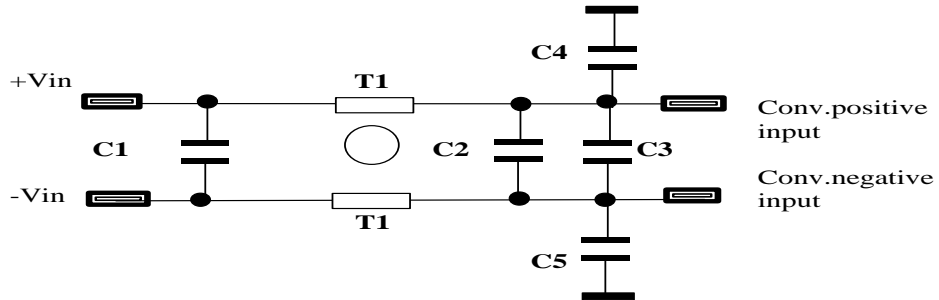 C4
+Vin
T1
Conv.positive
input
C1
C2
C3
Conv.negative
input
-Vin
T1
C5